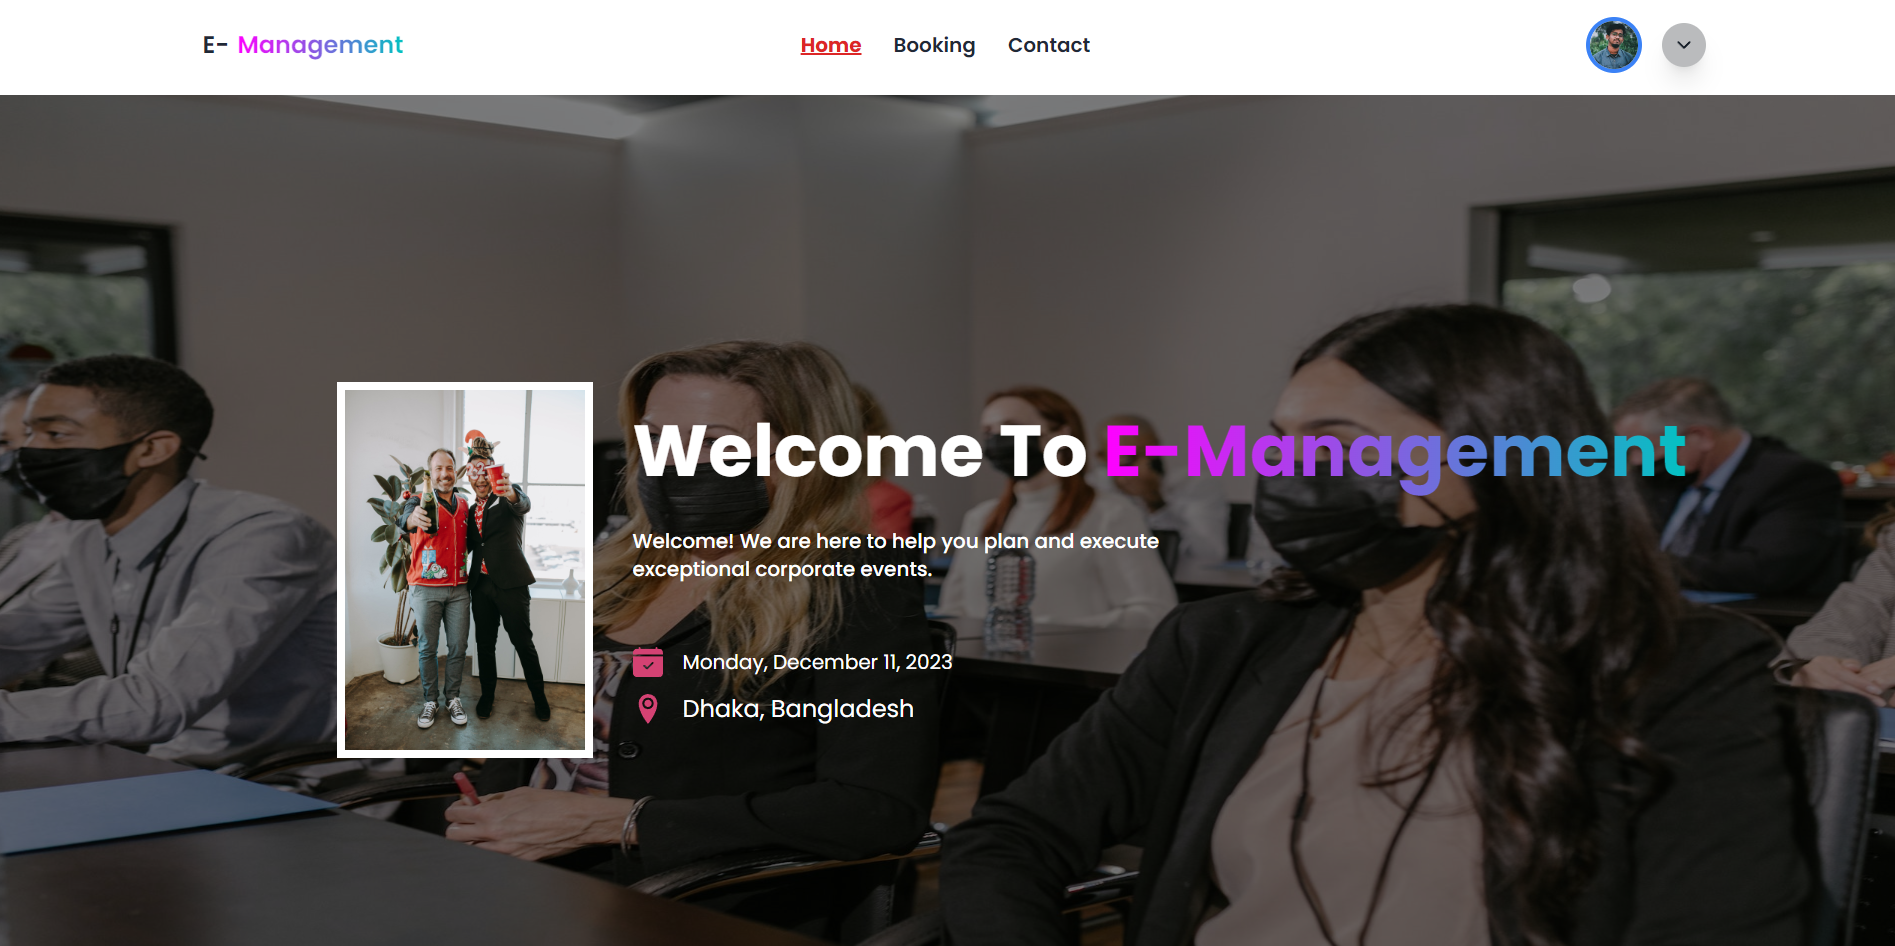 E- Management
Home Booking Contact
Welcome To E-Management
Welcome! We are here to help you plan and execute
exceptional corporate events.
Monday, December 11, 2023
Dhaka, Bangladesh